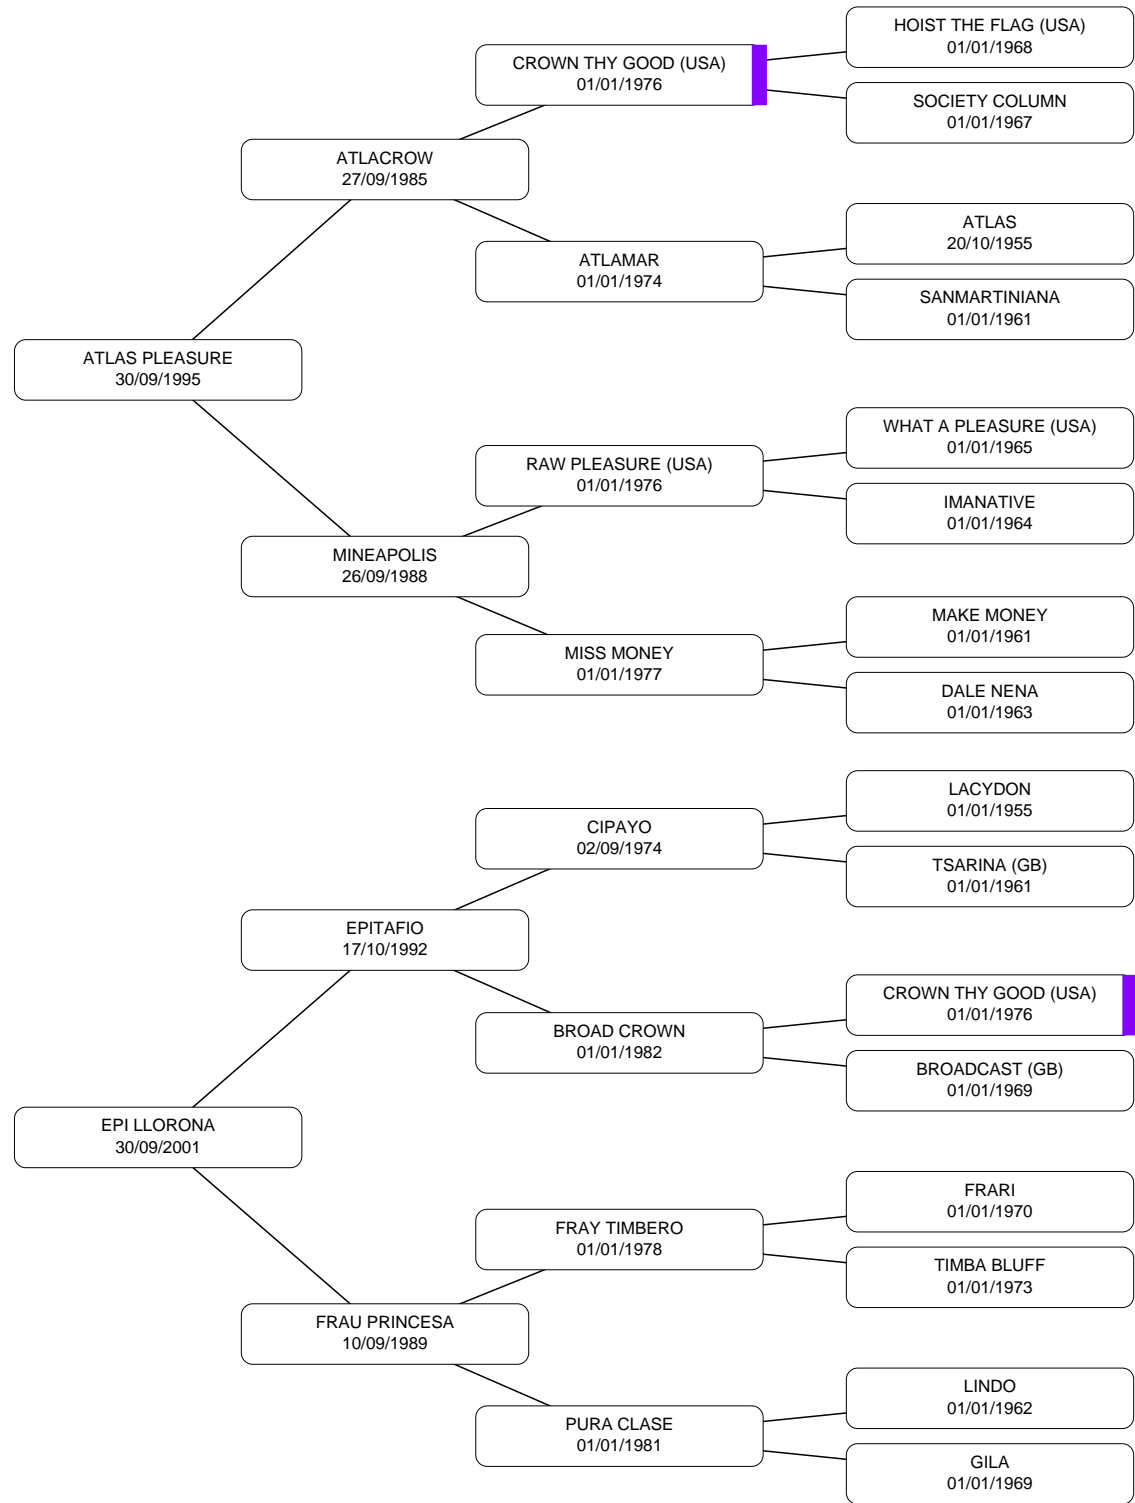 HOIST THE FLAG (USA)
01/01/1968
CROWN THY GOOD (USA)
01/01/1976
SOCIETY COLUMN
01/01/1967
ATLACROW
27/09/1985
ATLAS
20/10/1955
ATLAMAR
01/01/1974
SANMARTINIANA
01/01/1961
ATLAS PLEASURE
30/09/1995
WHAT A PLEASURE (USA)
01/01/1965
RAW PLEASURE (USA)
01/01/1976
IMANATIVE
01/01/1964
MINEAPOLIS
26/09/1988
MAKE MONEY
01/01/1961
MISS MONEY
01/01/1977
DALE NENA
01/01/1963
LACYDON
01/01/1955
CIPAYO
02/09/1974
TSARINA (GB)
01/01/1961
EPITAFIO
17/10/1992
CROWN THY GOOD (USA)
01/01/1976
BROAD CROWN
01/01/1982
BROADCAST (GB)
01/01/1969
EPI LLORONA
30/09/2001
FRARI
01/01/1970
FRAY TIMBERO
01/01/1978
TIMBA BLUFF
01/01/1973
FRAU PRINCESA
10/09/1989
LINDO
01/01/1962
PURA CLASE
01/01/1981
GILA
01/01/1969